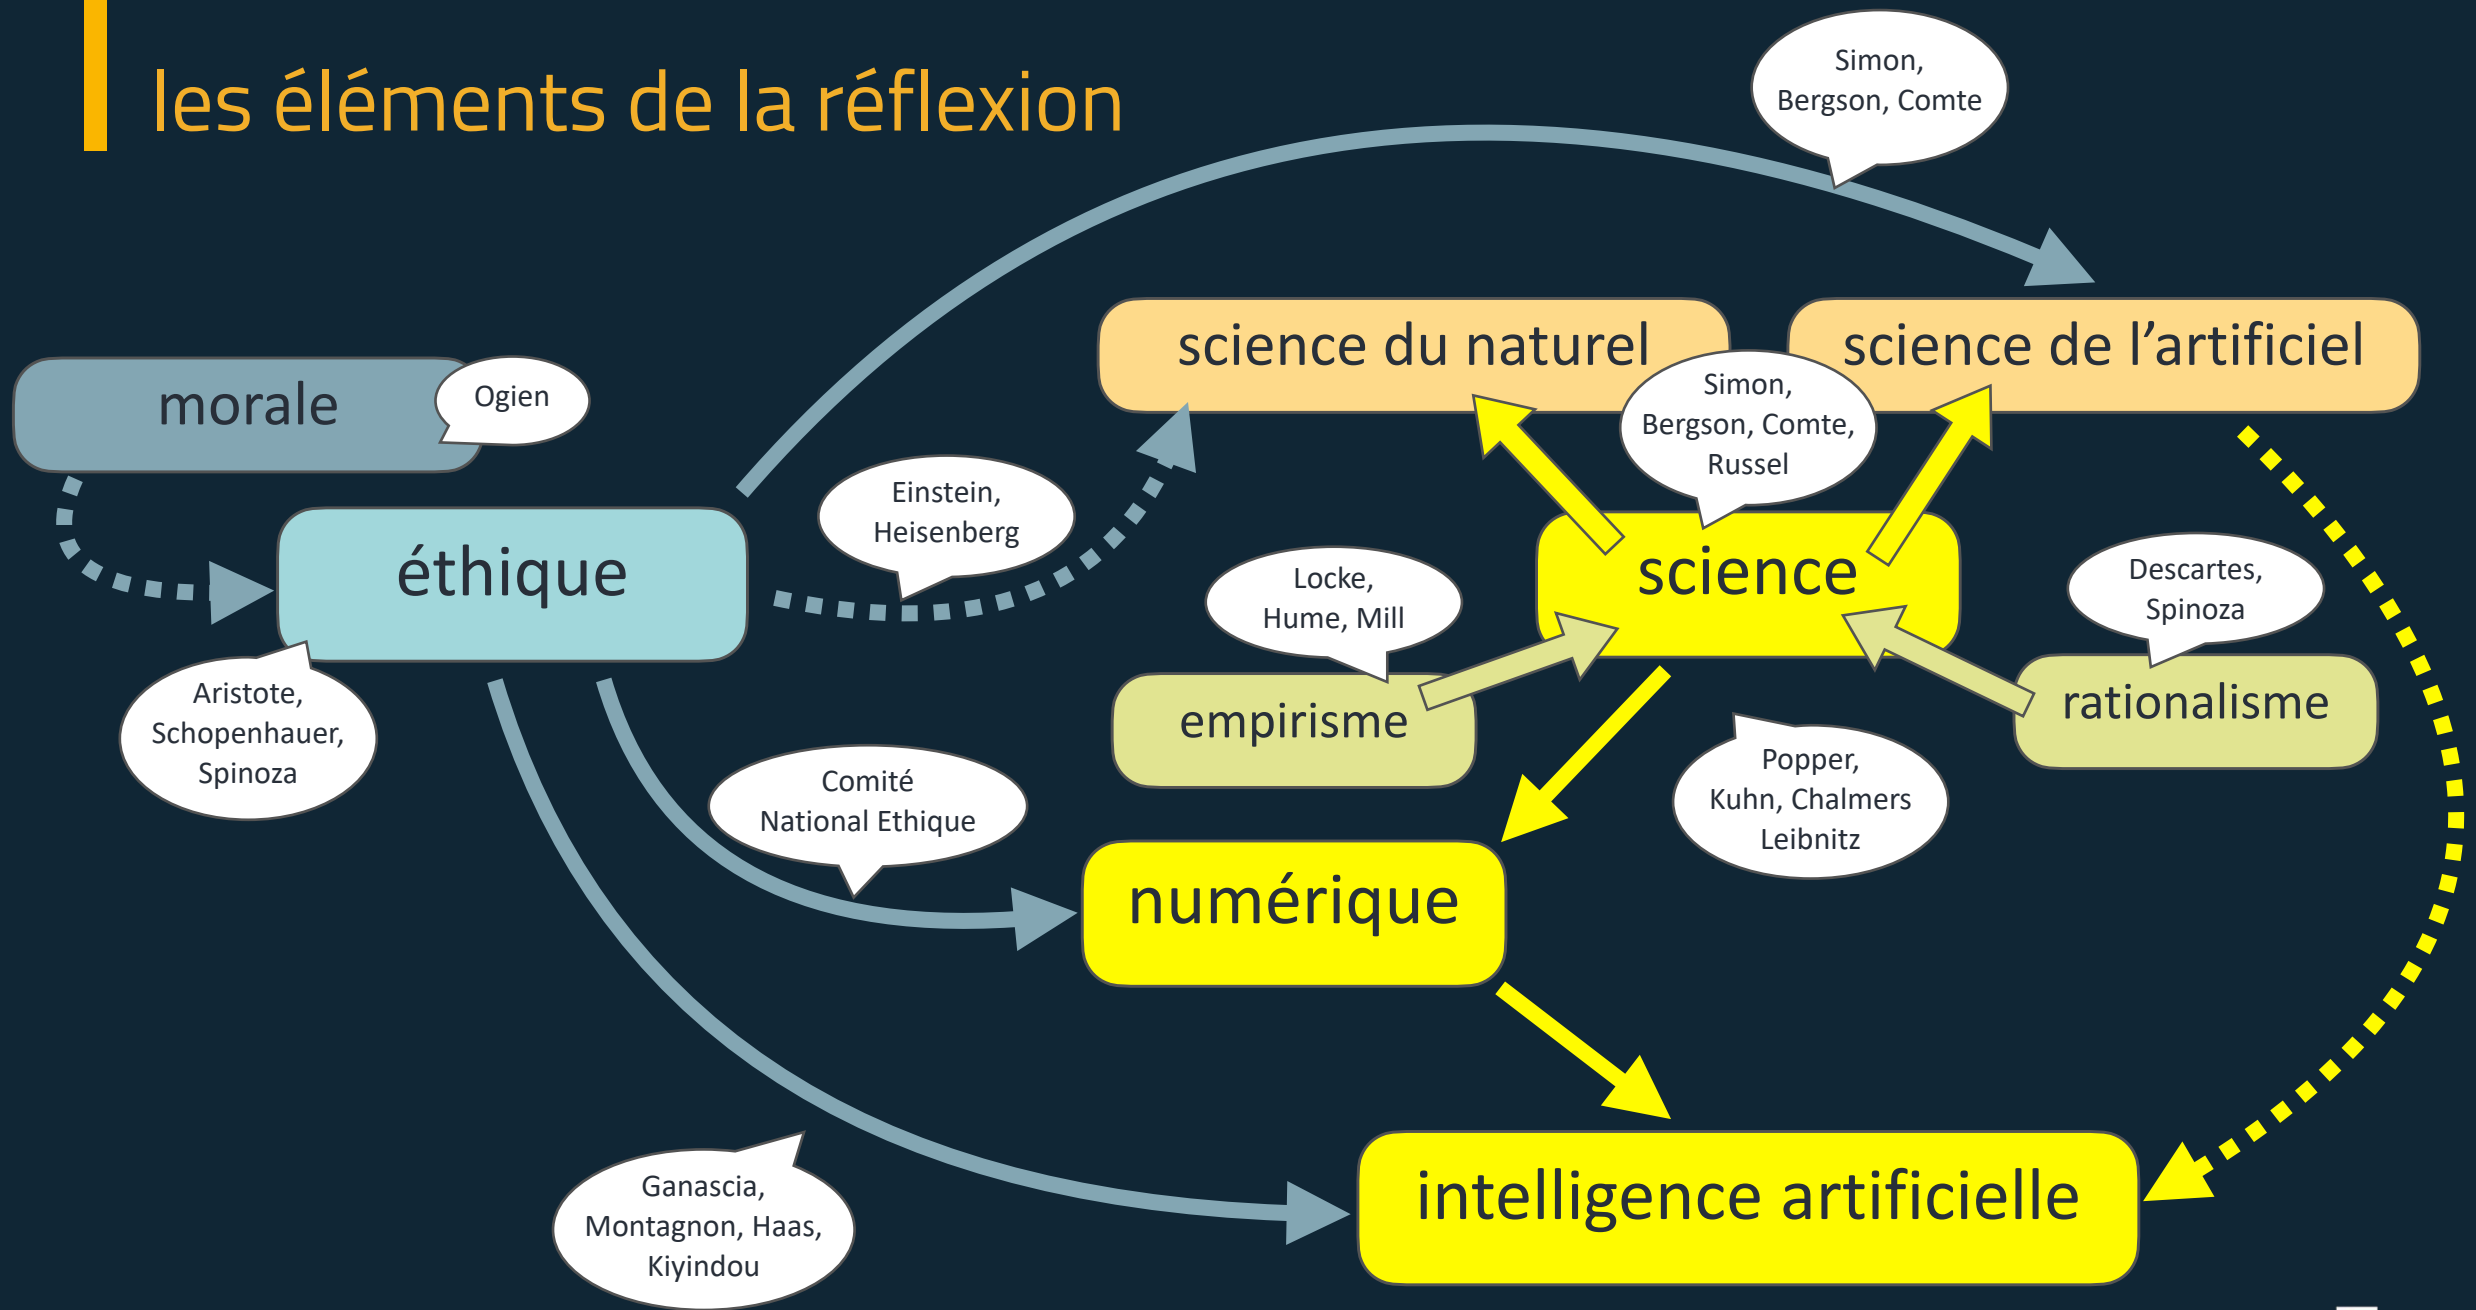 les éléments de la réflexion
Simon,
Bergson, Comte
science du naturel
science de l’artificiel
morale
Ogien
Simon,
Bergson, Comte,
Russel
Einstein,
Heisenberg
éthique
science
Locke,
Hume, Mill
Descartes,
Spinoza
Aristote,
Schopenhauer,
Spinoza
empirisme
rationalisme
Comité
National Ethique
Popper,
Kuhn, Chalmers
Leibnitz
numérique
Ganascia,
Montagnon, Haas,
Kiyindou
intelligence artificielle